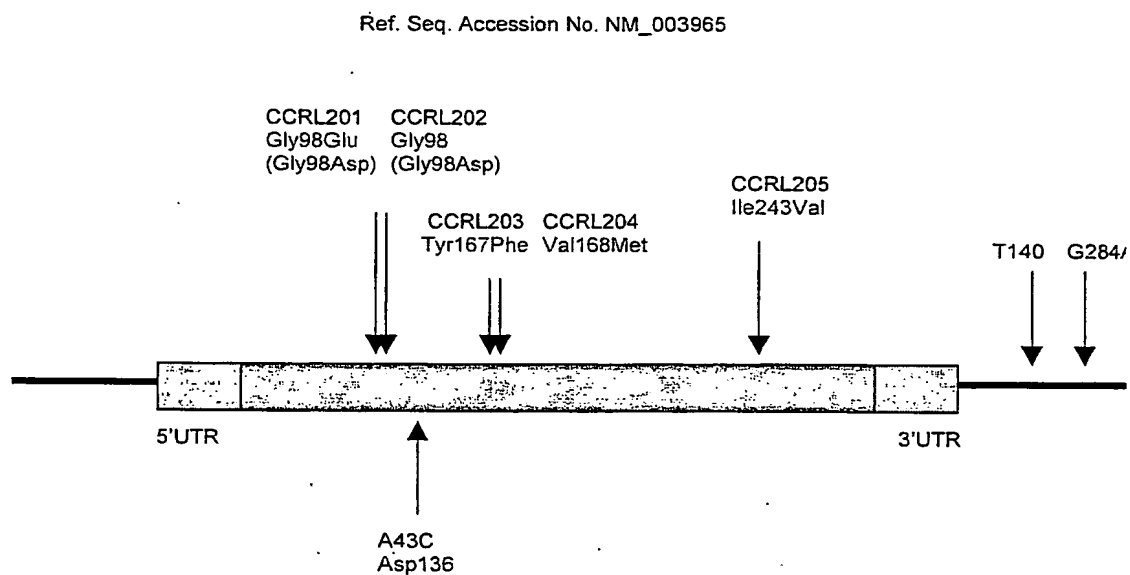 Ref. Seq. Accession No. NM_003965
CCRL201 CCRL202
Gly98Glu Gly98
(Gly98Asp) (Gly98Asp)
CCRL203 CCRL204
Tyr167Phe Val168Met
CCRL205
Ile243Val
T140 G284A
5'UTR
3'UTR
A43C
Asp136